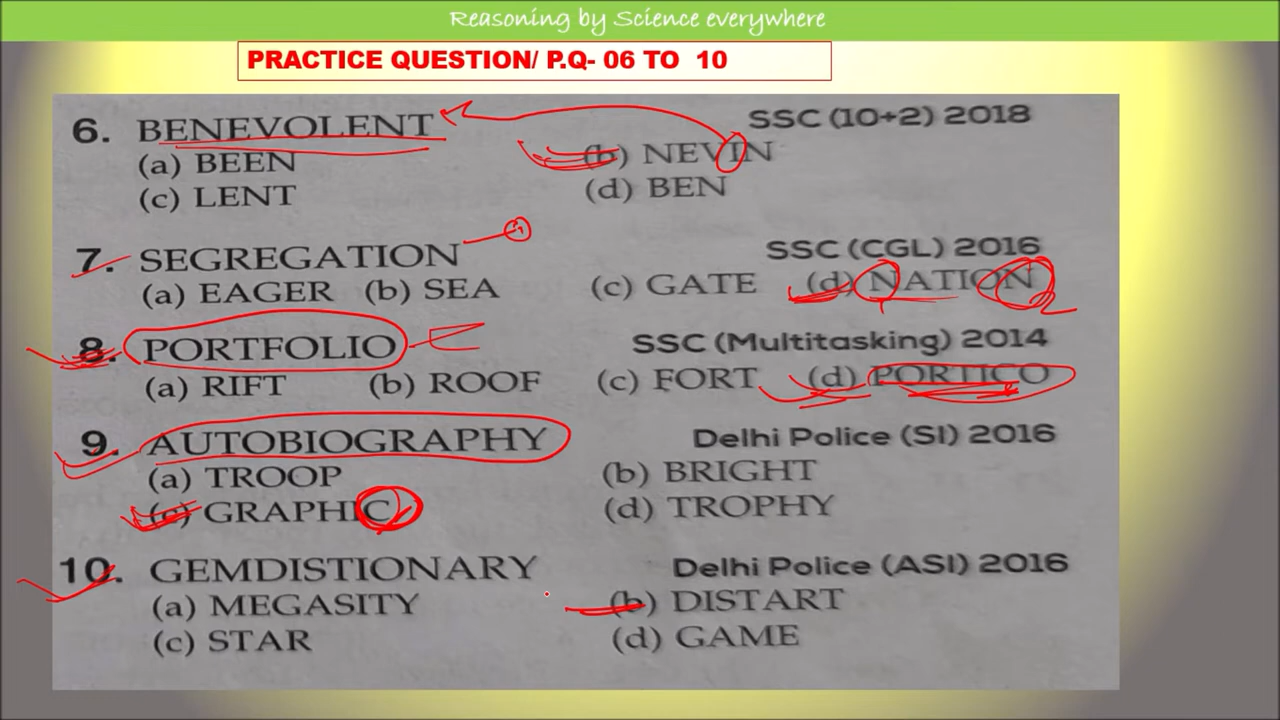 Reasoning by Science everywhere
PRACTICE QUESTION/ P.Q- 06 TO 10
6. BENEVOLENT SSC (10+2) 2018
(a) BEEN (b) NEVIN
(c) LENT (d) BEN
7. SEGREGATION SSC (CGL) 2016
(a) EAGER (b) SEA (c) GATE (d) NATION
8. PORTFOLIO SSC (Multitasking) 2014
(a) RIFT (b) ROOF (c) FORT (d) PORTICO
9. AUTOBIOGRAPHY Delhi Police (SI) 2016
(a) TROOP (b) BRIGHT
(c) GRAPHIC (d) TROPHY
10. GEMDISTIONARY Delhi Police (ASI) 2016
(a) MEGASITY (b) DISTART
(c) STAR (d) GAME